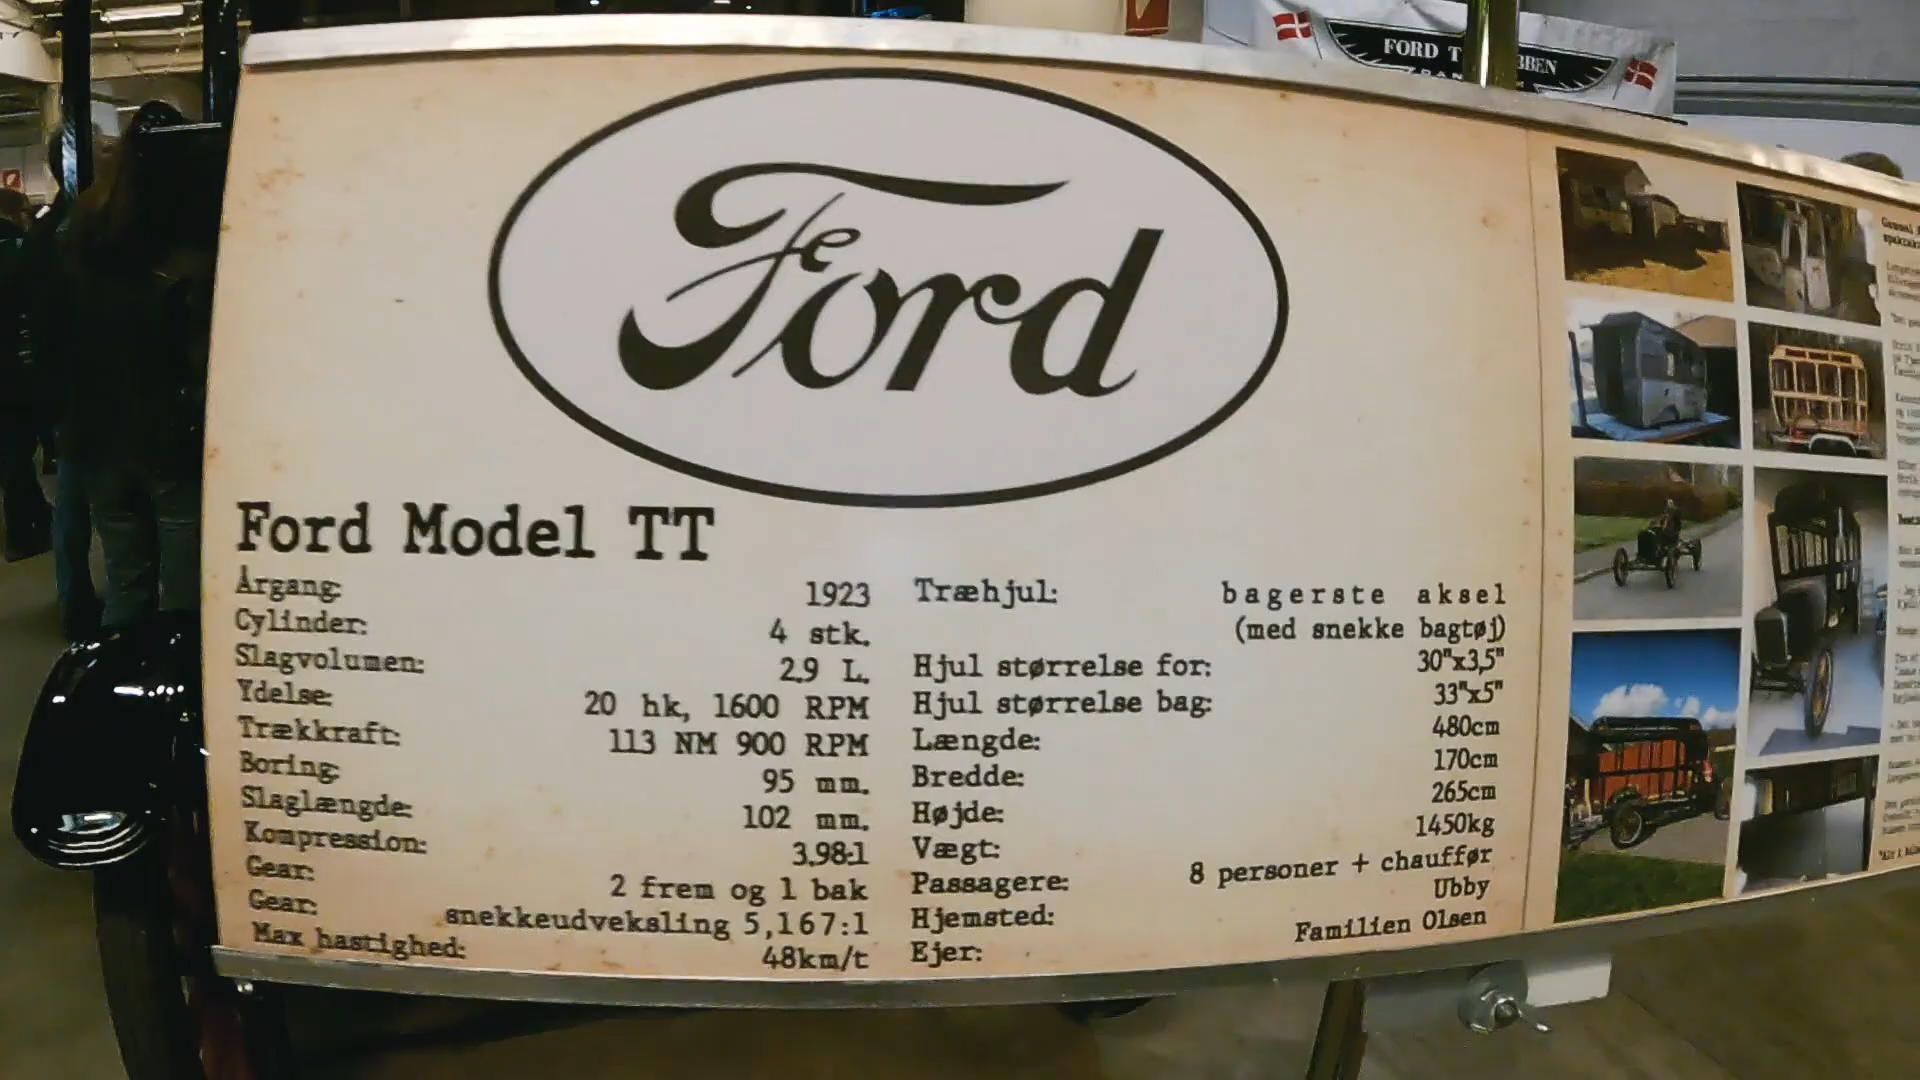 FORD T
BBEN
Ford
Ford Model TT
Årgang: 1923
Cylinder: 4 stk.
Slagvolumen: 2,9 L.
Ydelse: 20 hk, 1600 RPM
Trækkraft: 113 NM 900 RPM
Boring: 95 mm.
Slaglængde: 102 mm.
Kompression: 3,98:1
Gear: 2 frem og 1 bak
Gear: snekkeudveksling 5,167:1
Max hastighed: 48km/t
Træhjul: bagerste aksel
(med snekke bagtøj)
Hjul størrelse for: 30"x3,5"
Hjul størrelse bag: 33"x5"
Længde: 480cm
Bredde: 170cm
Højde: 265cm
Vægt: 1450kg
Passagere: 8 personer + chauffør
Hjemsted: Ubby
Ejer: Familien Olsen